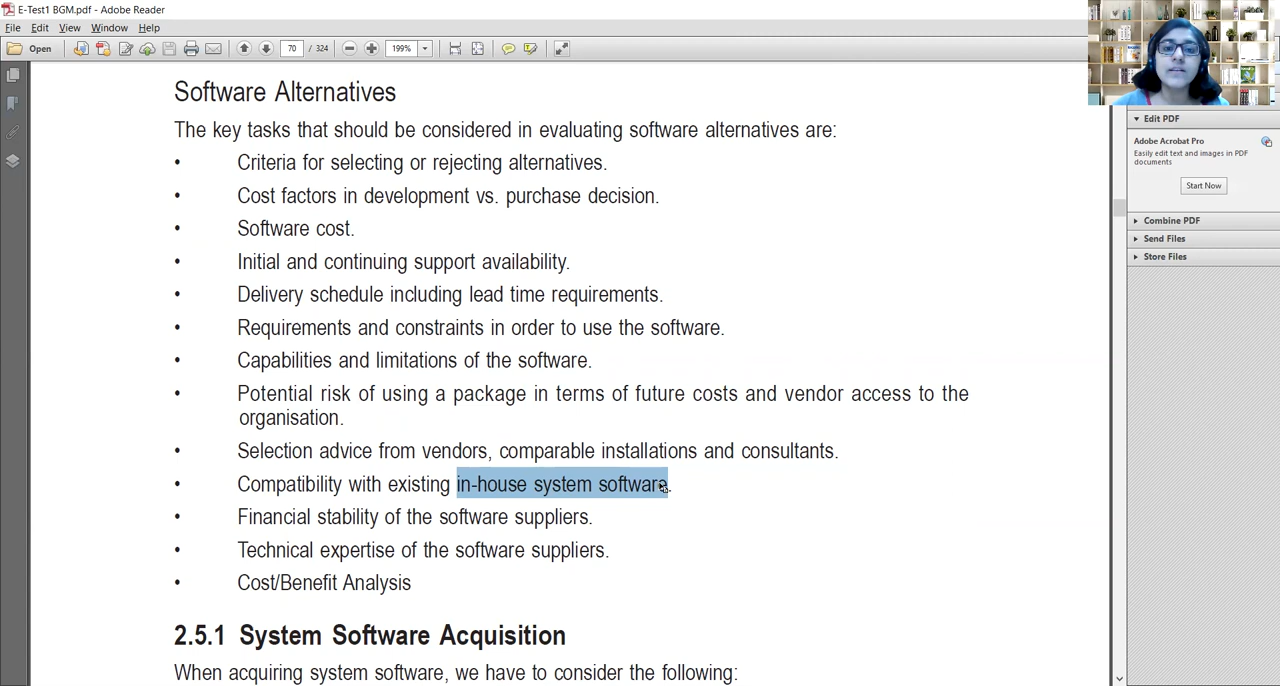 E-Test1 BGM.pdf - Adobe Reader
File Edit View Window Help
Open 70 / 324 199%
Software Alternatives
The key tasks that should be considered in evaluating software alternatives are:
• Criteria for selecting or rejecting alternatives.
• Cost factors in development vs. purchase decision.
• Software cost.
• Initial and continuing support availability.
• Delivery schedule including lead time requirements.
• Requirements and constraints in order to use the software.
• Capabilities and limitations of the software.
• Potential risk of using a package in terms of future costs and vendor access to the
organisation.
• Selection advice from vendors, comparable installations and consultants.
• Compatibility with existing in-house system software.
• Financial stability of the software suppliers.
• Technical expertise of the software suppliers.
• Cost/Benefit Analysis
2.5.1 System Software Acquisition
When acquiring system software, we have to consider the following:
Edit PDF
Adobe Acrobat Pro
Easily edit text and images in PDF
documents
Start Now
Combine PDF
Send Files
Store Files